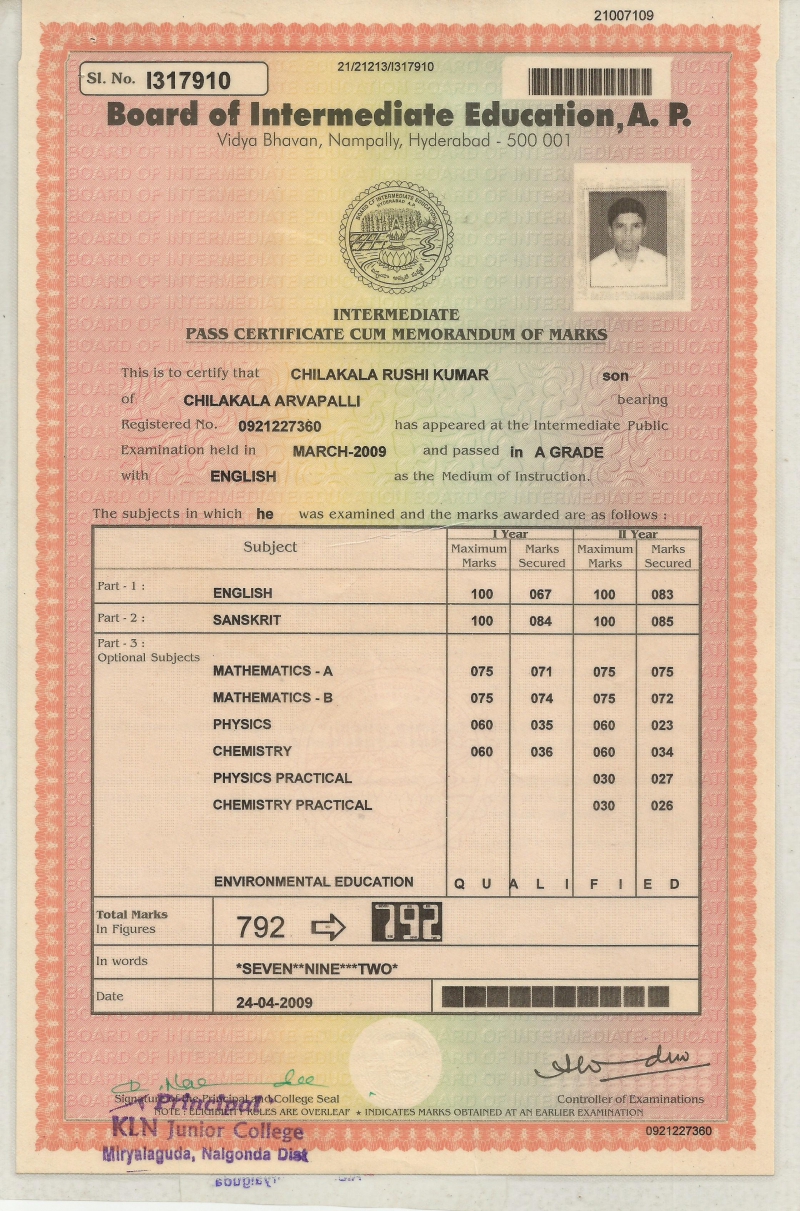 21007109
21/21213/I317910
Sl. No. I317910
Board of Intermediate Education, A. P.
Vidya Bhavan, Nampally, Hyderabad - 500 001
BOARD OF INTERMEDIATE EDUCATION
HYDERABAD A.P.
INTERMEDIATE
PASS CERTIFICATE CUM MEMORANDUM OF MARKS
This is to certify that CHILAKALA RUSHI KUMAR son
of CHILAKALA ARVAPALLI bearing
Registered No. 0921227360 has appeared at the Intermediate Public
Examination held in MARCH-2009 and passed in A GRADE
with ENGLISH as the Medium of Instruction.
The subjects in which he was examined and the marks awarded are as follows :
Subject I Year II Year
Maximum Marks Marks Secured Maximum Marks Marks Secured
Part - 1 : ENGLISH 100 067 100 083
Part - 2 : SANSKRIT 100 084 100 085
Part - 3 :
Optional Subjects
MATHEMATICS - A 075 071 075 075
MATHEMATICS - B 075 074 075 072
PHYSICS 060 035 060 023
CHEMISTRY 060 036 060 034
PHYSICS PRACTICAL 030 027
CHEMISTRY PRACTICAL 030 026
ENVIRONMENTAL EDUCATION Q U A L I F I E D
Total Marks
In Figures 792 792
In words *SEVEN**NINE***TWO*
Date 24-04-2009
Signature of the Principal and College Seal Controller of Examinations
Principal
NOTE : ELIGIBILITY RULES ARE OVERLEAF * INDICATES MARKS OBTAINED AT AN EARLIER EXAMINATION
KLN Junior College
0921227360
Miryalaguda, Nalgonda Dist